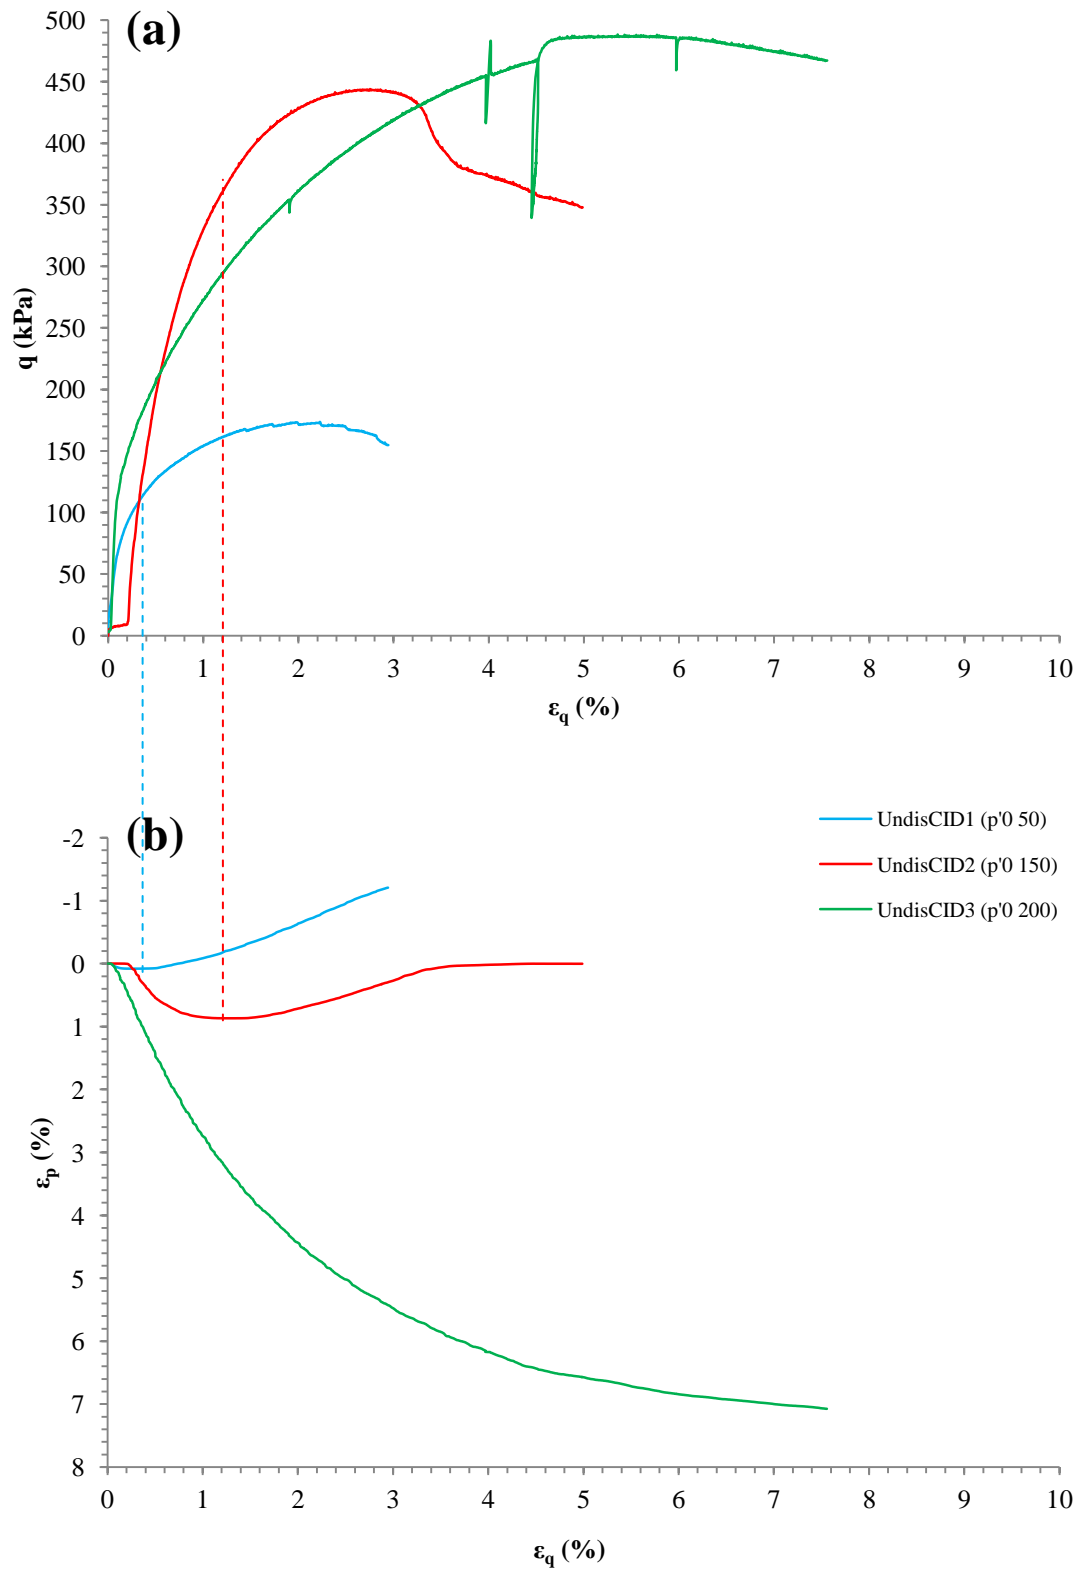 (a)
500
450
400
350
300
250
200
150
100
50
0
q (kPa)
0 1 2 3 4 5 6 7 8 9 10
εq (%)
(b)
UndisCID1 (p'0 50)
UndisCID2 (p'0 150)
UndisCID3 (p'0 200)
-2
-1
0
1
2
3
4
5
6
7
8
εp (%)
0 1 2 3 4 5 6 7 8 9 10
εq (%)